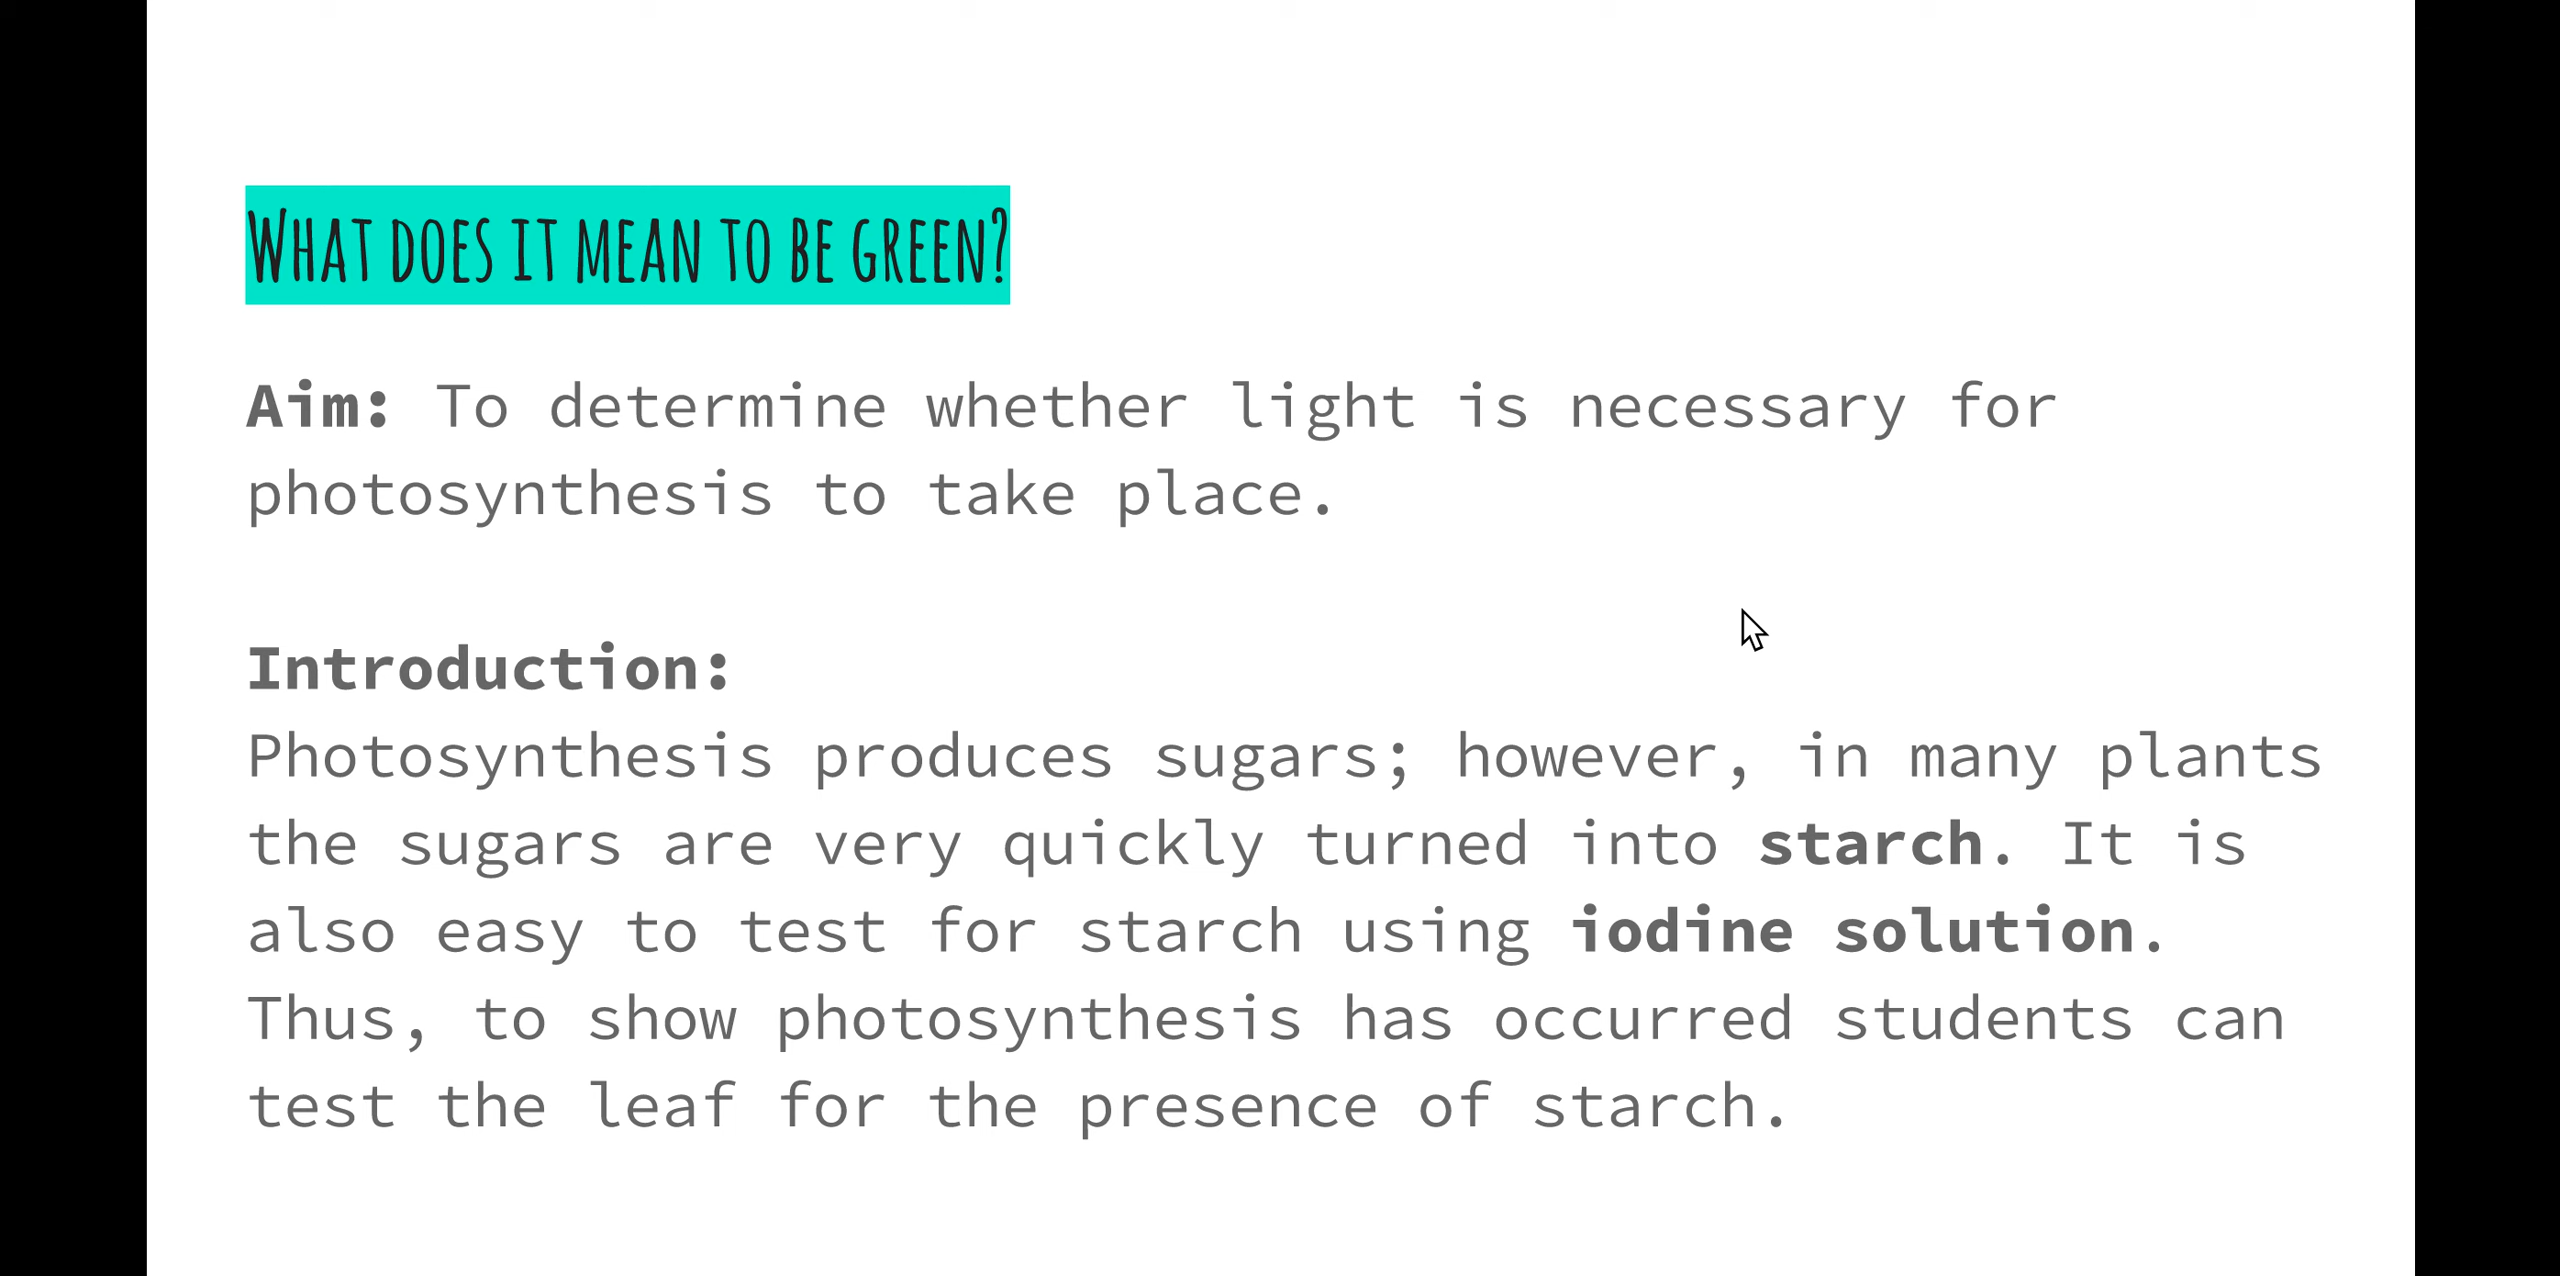 What does it mean to be green?
Aim: To determine whether light is necessary for
photosynthesis to take place.
Introduction:
Photosynthesis produces sugars; however, in many plants
the sugars are very quickly turned into starch. It is
also easy to test for starch using iodine solution.
Thus, to show photosynthesis has occurred students can
test the leaf for the presence of starch.